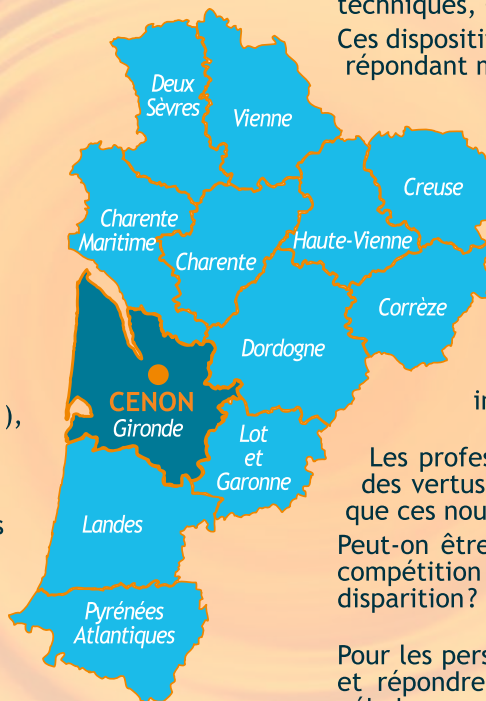 techniques,
Ces dispositi
répondant
Deux
Sèvres
Vienne
Creuse
Charente
Maritime
Charente
Haute-Vienne
Corrèze
Dordogne
CENON
Gironde
),
Lot
et
Garonne
Landes
Pyrénées
Atlantiques
Les profes
des vertus
que ces nou
Peut-on être
compétition
disparition ?
Pour les pers
et répondre